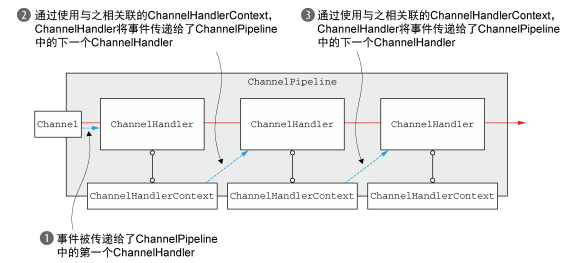 2 通过使用与之相关联的ChannelHandlerContext，
ChannelHandler将事件传递给了ChannelPipeline
中的下一个ChannelHandler
3 通过使用与之相关联的ChannelHandlerContext，
ChannelHandler将事件传递给了ChannelPipeline
中的下一个ChannelHandler
ChannelPipeline
Channel
ChannelHandler
ChannelHandler
ChannelHandler
ChannelHandlerContext
ChannelHandlerContext
ChannelHandlerContext
1 事件被传递给了ChannelPipeline
中的第一个ChannelHandler